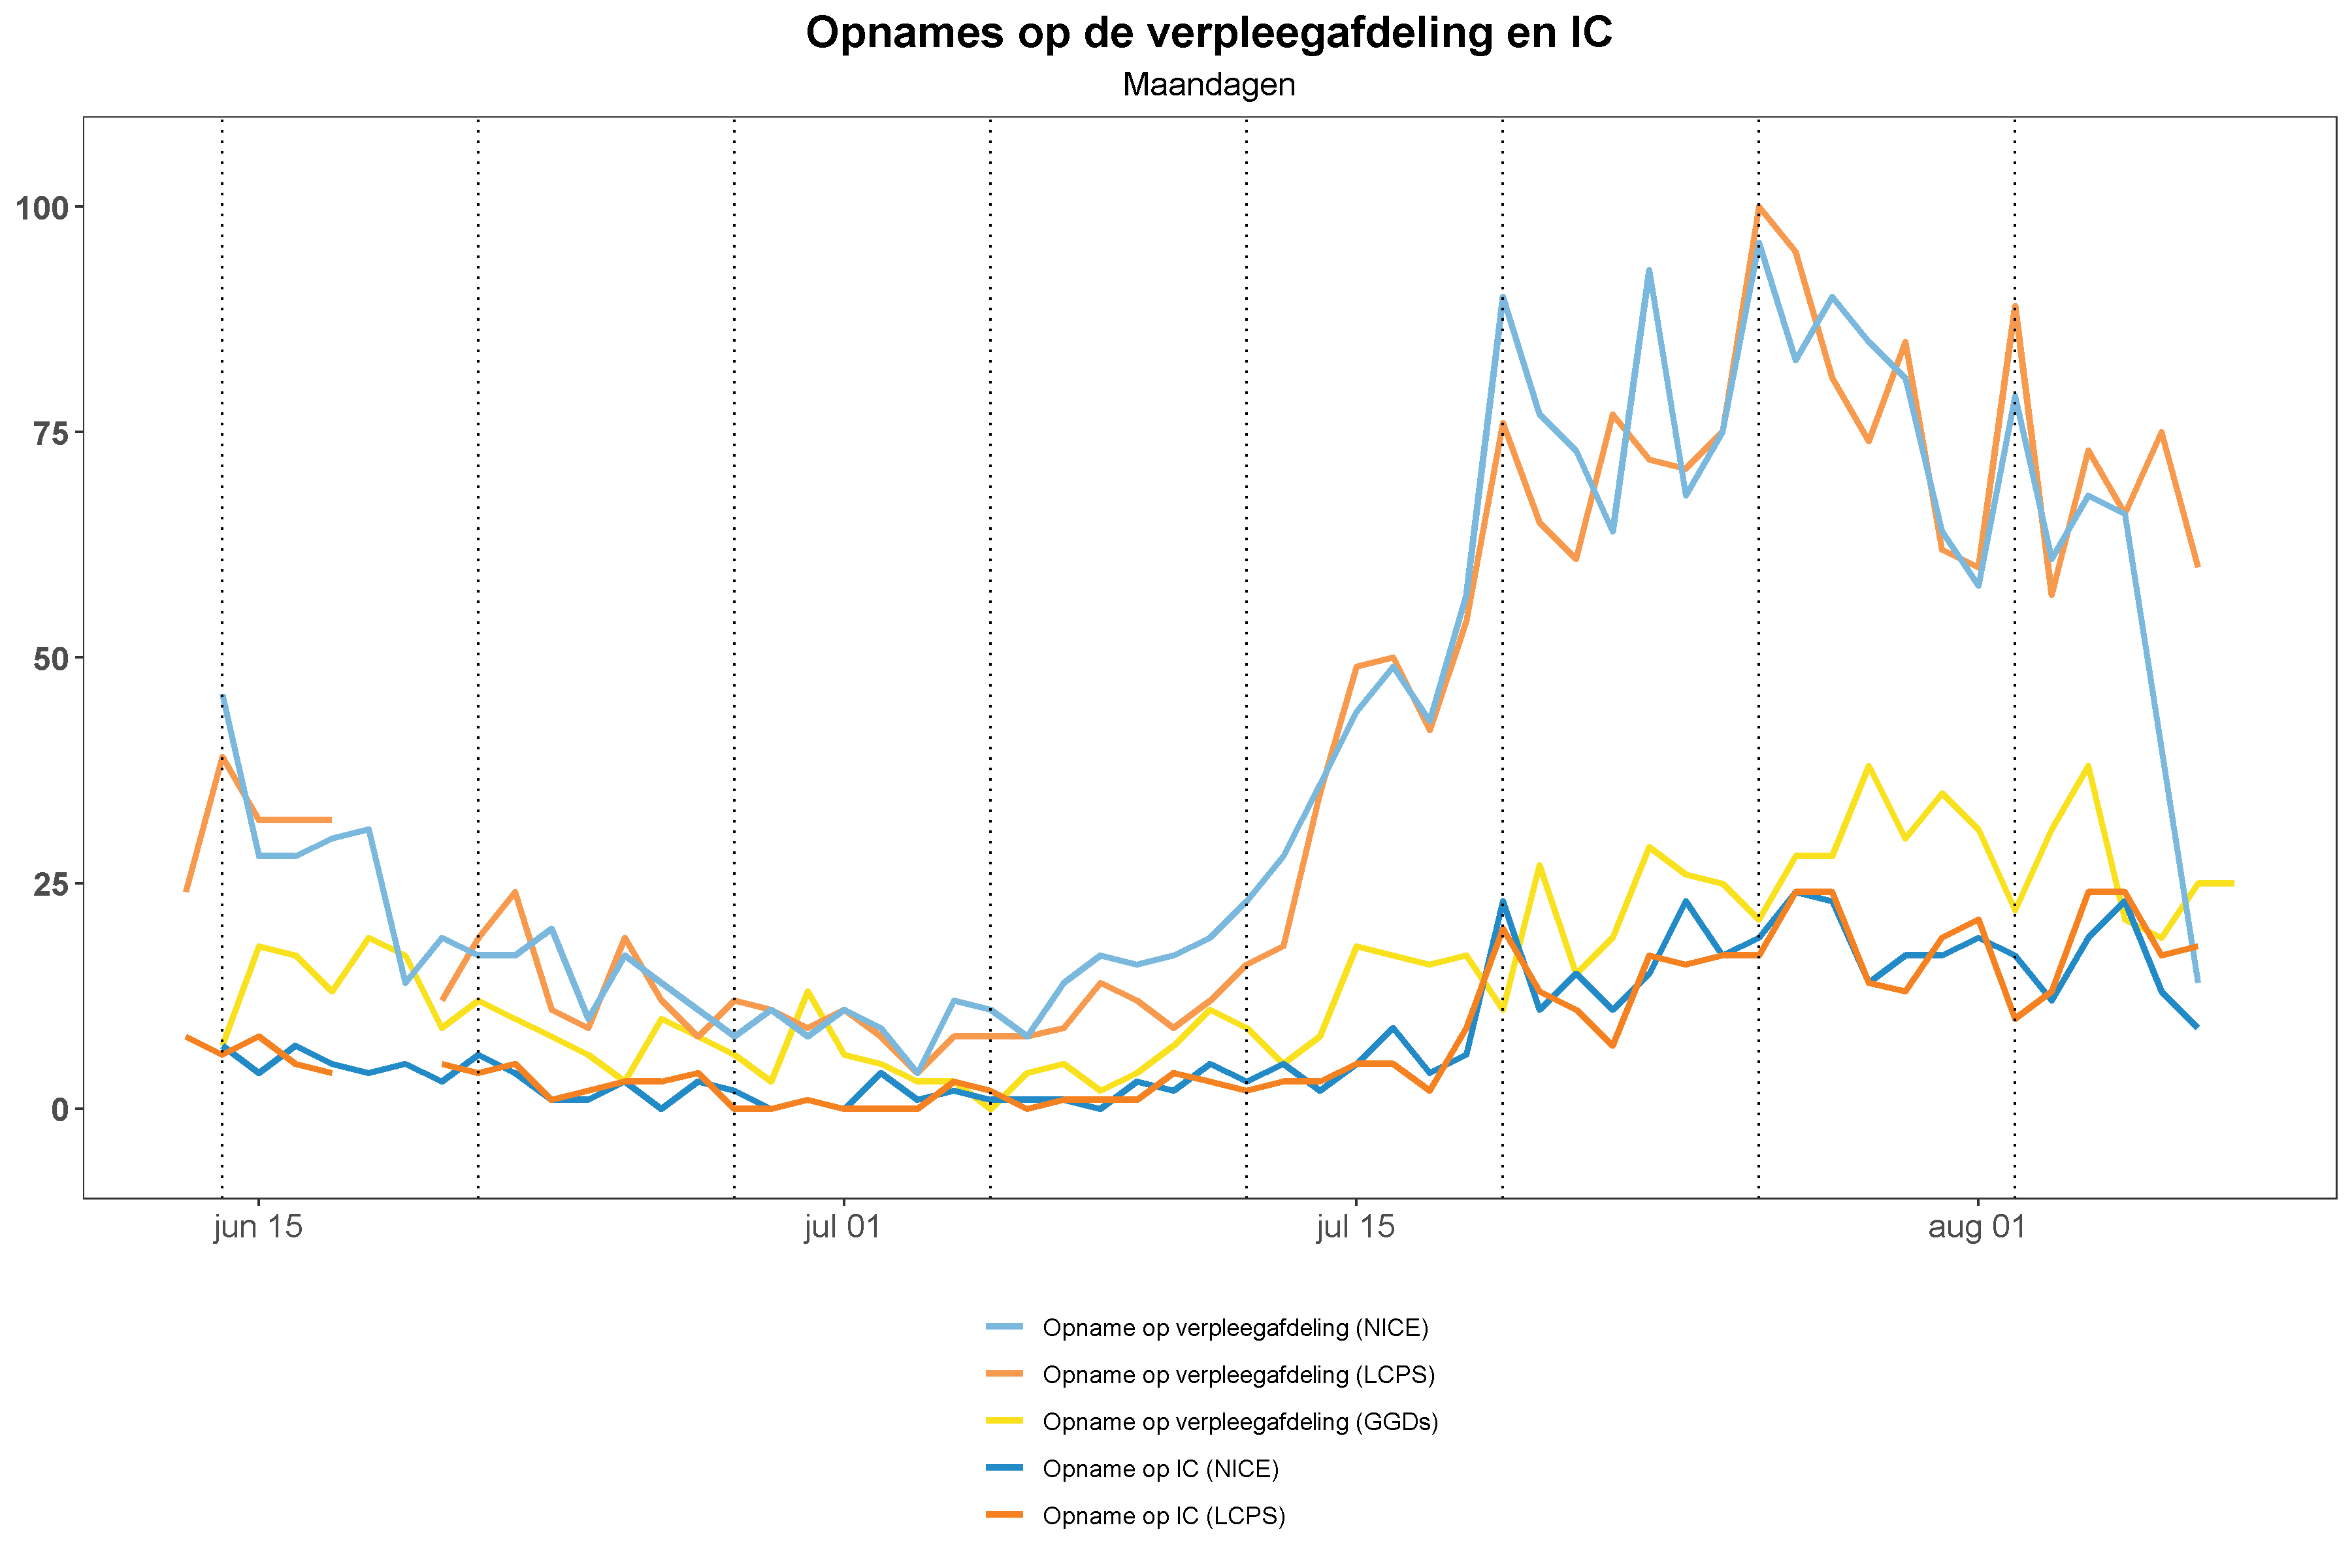 Opnames op de verpleegafdeling en IC
Maandagen
100
75
50
25
0
jun 15
jul 01
jul 15
aug 01
Opname op verpleegafdeling (NICE)
Opname op verpleegafdeling (LCPS)
Opname op verpleegafdeling (GGDs)
Opname op IC (NICE)
Opname op IC (LCPS)